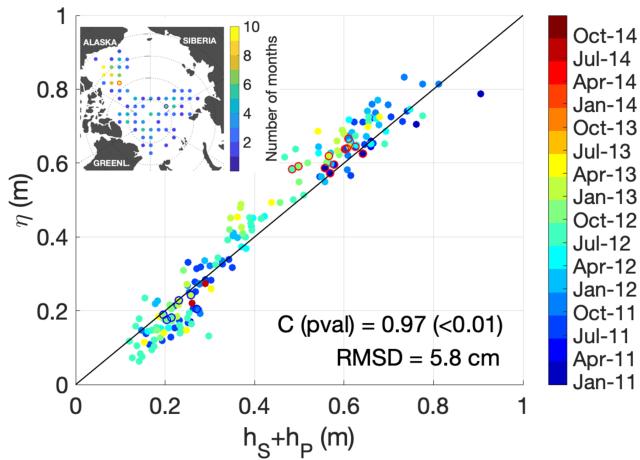 ALASKA
SIBERIA
GREENL.
10
8
6
4
2
Number of months
1
0.8
0.6
0.4
0.2
0
η (m)
C (pval) = 0.97 (<0.01)
RMSD = 5.8 cm
0 0.2 0.4 0.6 0.8 1
h_S+h_P (m)
Oct-14
Jul-14
Apr-14
Jan-14
Oct-13
Jul-13
Jan-13
Oct-12
Jul-12
Apr-12
Jan-12
Oct-11
Jul-11
Apr-11
Jan-11